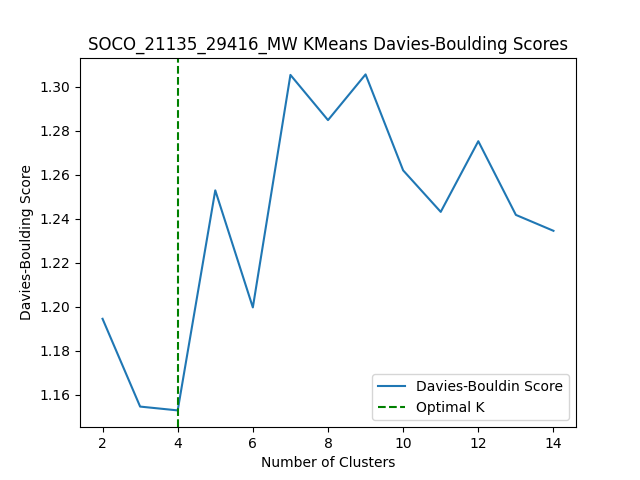 SOCO_21135_29416_MW KMeans Davies-Boulding Scores
1.30
1.28
1.26
1.24
1.22
1.20
1.18
1.16
Davies-Boulding Score
Davies-Bouldin Score
Optimal K
2 4 6 8 10 12 14
Number of Clusters